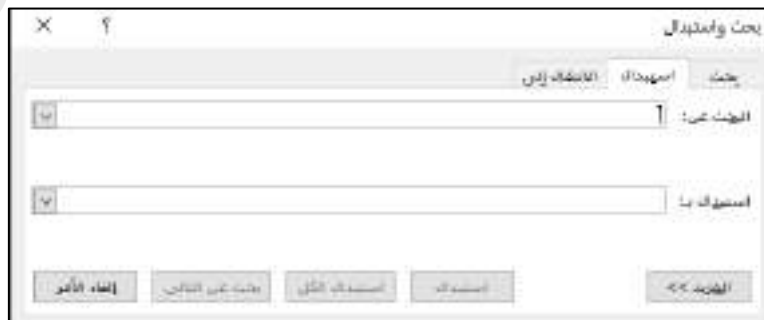 بحث واستبدال ؟ ×
بحث استبدال الانتقال إلى
البحث عن:
استبدال بـ:
المزيد >> استبدال استبدال الكل بحث عن التالي إلغاء الأمر